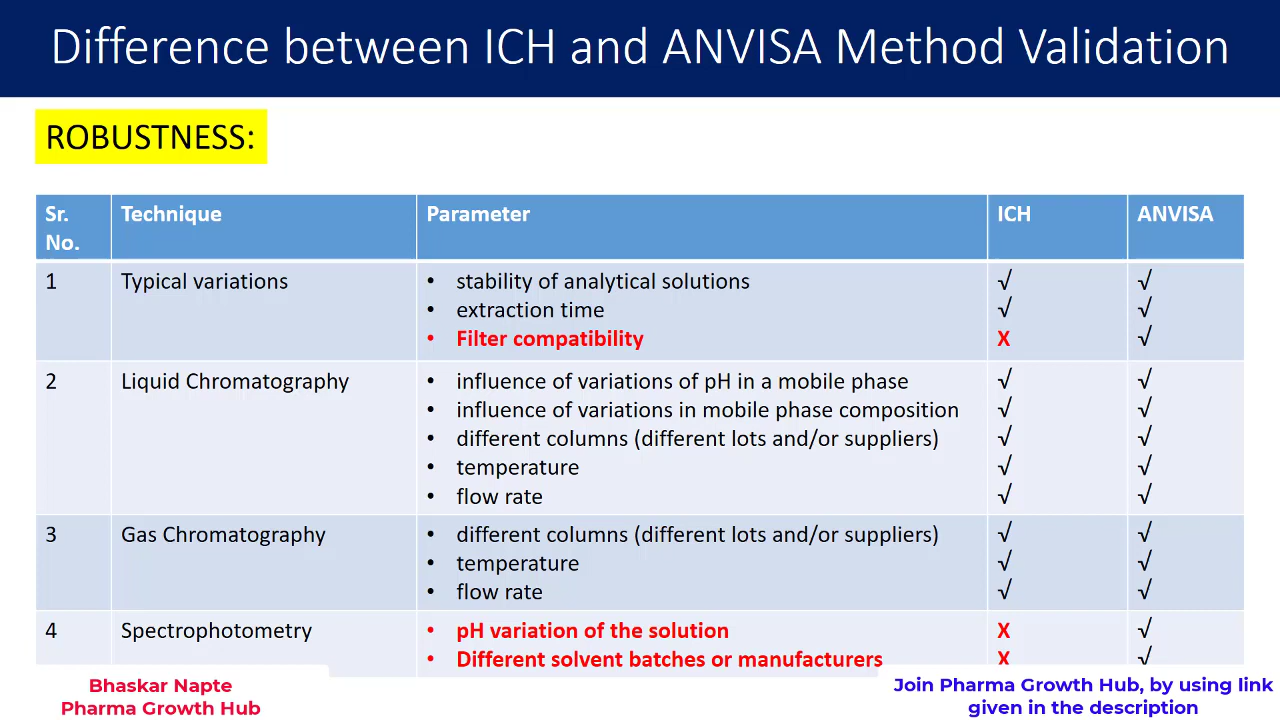 Difference between ICH and ANVISA Method Validation
ROBUSTNESS:
Sr. No. Technique Parameter ICH ANVISA
1 Typical variations • stability of analytical solutions √ √
• extraction time √ √
• Filter compatibility X √
2 Liquid Chromatography • influence of variations of pH in a mobile phase √ √
• influence of variations in mobile phase composition √ √
• different columns (different lots and/or suppliers) √ √
• temperature √ √
• flow rate √ √
3 Gas Chromatography • different columns (different lots and/or suppliers) √ √
• temperature √ √
• flow rate √ √
4 Spectrophotometry • pH variation of the solution X √
• Different solvent batches or manufacturers X √
Bhaskar Napte
Pharma Growth Hub
Join Pharma Growth Hub, by using link
given in the description